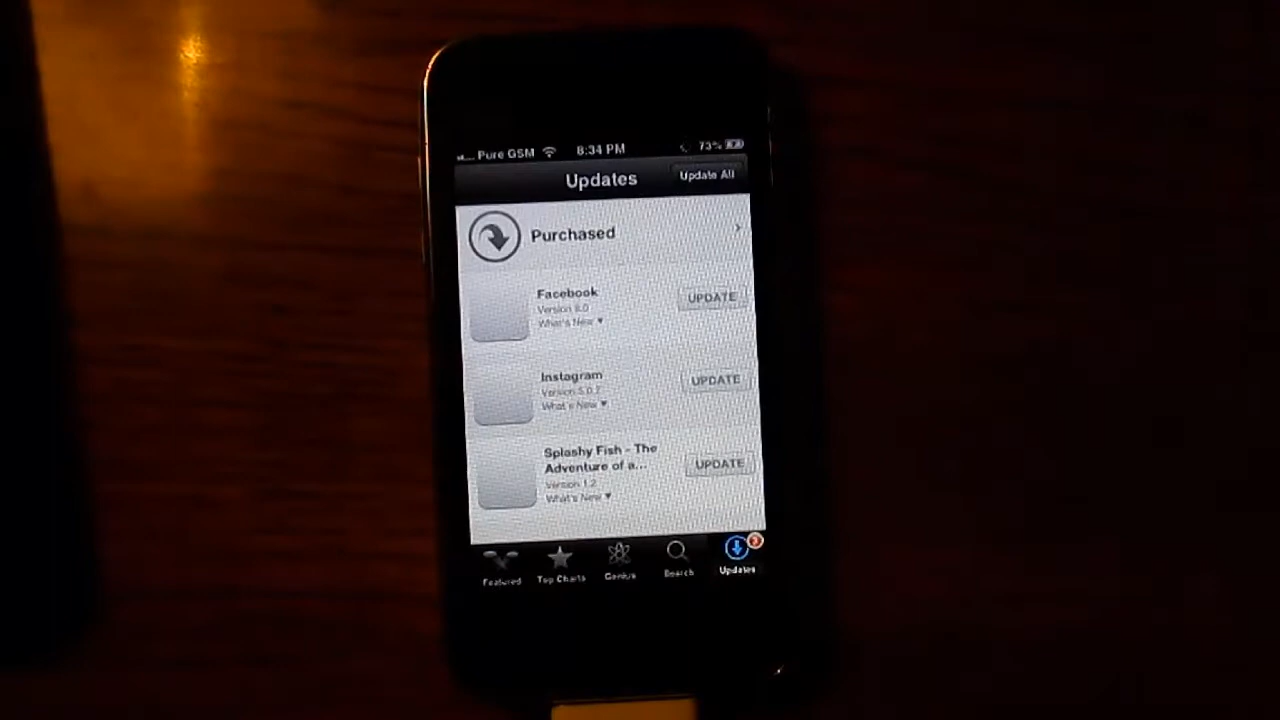 Pure GSM 8:34 PM 73%
Updates Update All
Purchased
Facebook
Version 8.0
What's New
UPDATE
Instagram
Version 5.0.7
What's New
UPDATE
Splashy Fish - The
Adventure of a...
Version 1.2
What's New
UPDATE
Featured Top Charts Genius Search Updates